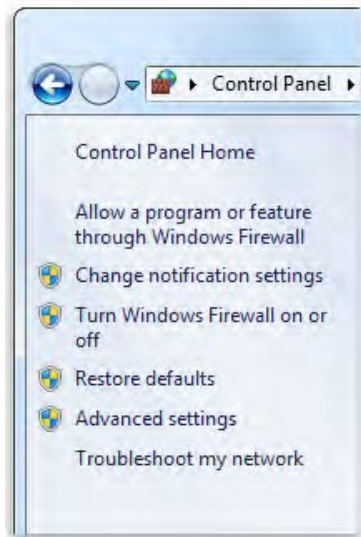 Control Panel
Control Panel Home
Allow a program or feature
through Windows Firewall
Change notification settings
Turn Windows Firewall on or
off
Restore defaults
Advanced settings
Troubleshoot my network